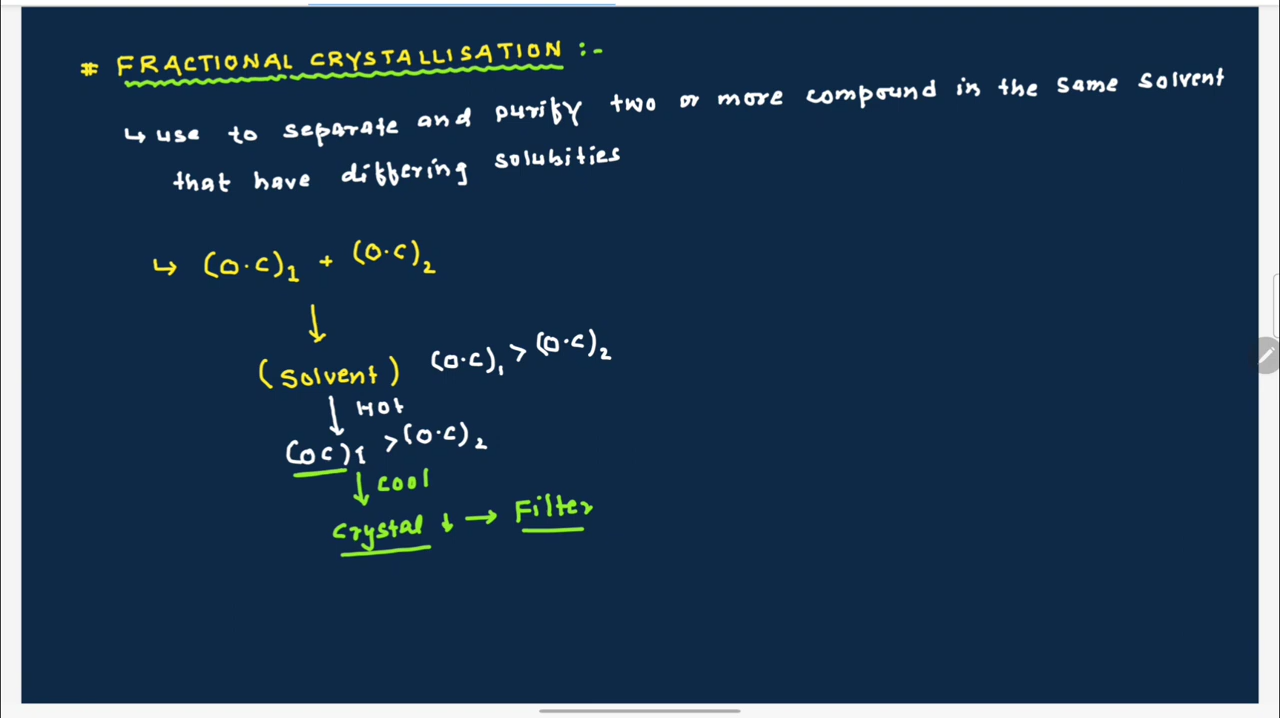 * FRACTIONAL CRYSTALLISATION :-
↳ use to separate and purify two or more compound in the same solvent
that have differing solubities
↳ (O.C)₁ + (O.C)₂
↓
(Solvent) (O.C)₁ > (O.C)₂
↓ HOt
(OC)₁ > (O.C)₂
↓ cool
crystal ↓ → Filter